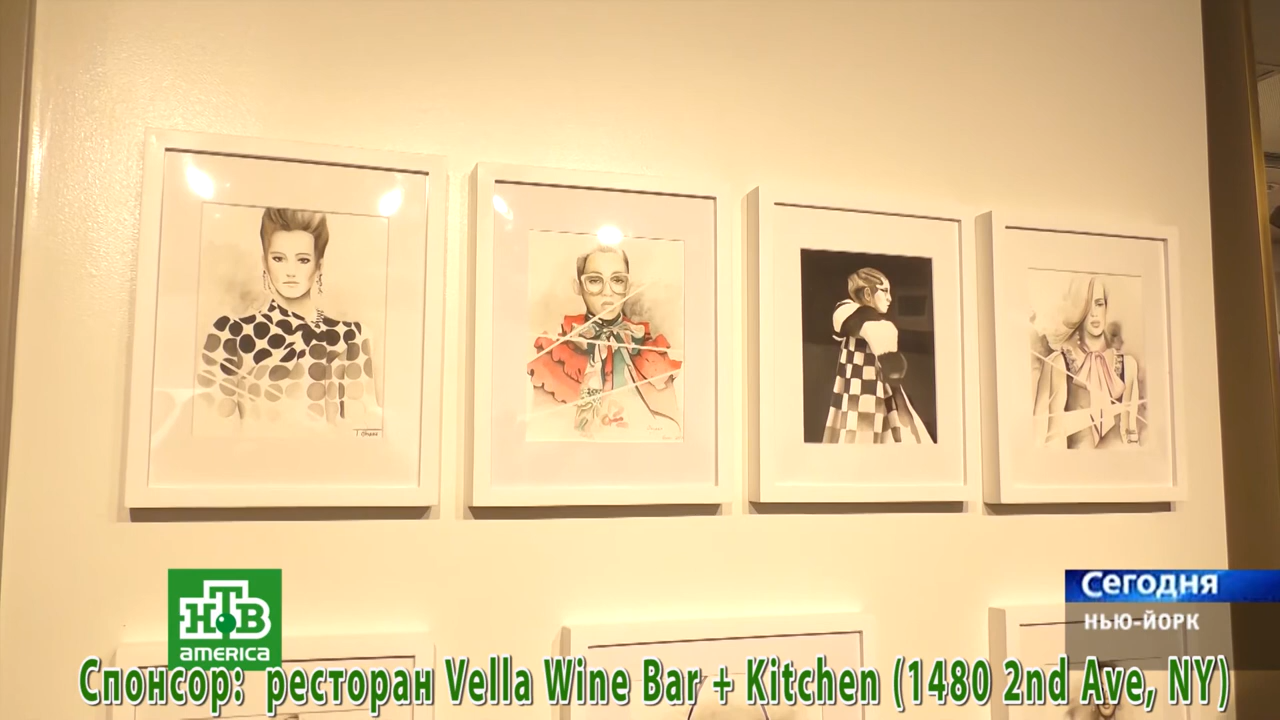 Сегодня
НЬЮ-ЙОРК
НТВ
AMERICA
Спонсор: ресторан Vella Wine Bar + Kitchen (1480 2nd Ave, NY)